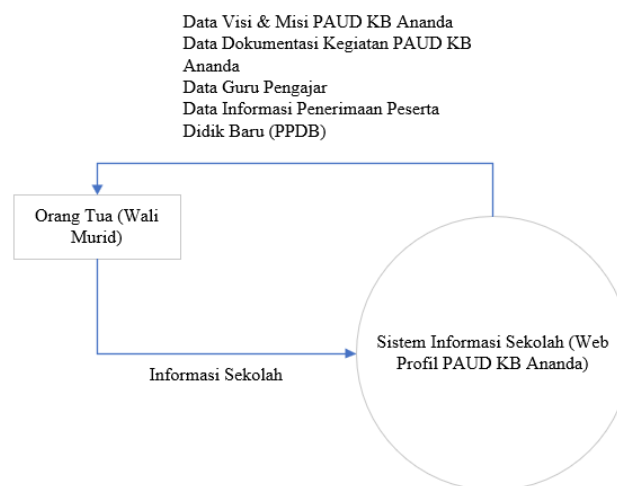 Data Visi & Misi PAUD KB Ananda
Data Dokumentasi Kegiatan PAUD KB
Ananda
Data Guru Pengajar
Data Informasi Penerimaan Peserta
Didik Baru (PPDB)
Orang Tua (Wali
Murid)
Sistem Informasi Sekolah (Web
Profil PAUD KB Ananda)
Informasi Sekolah